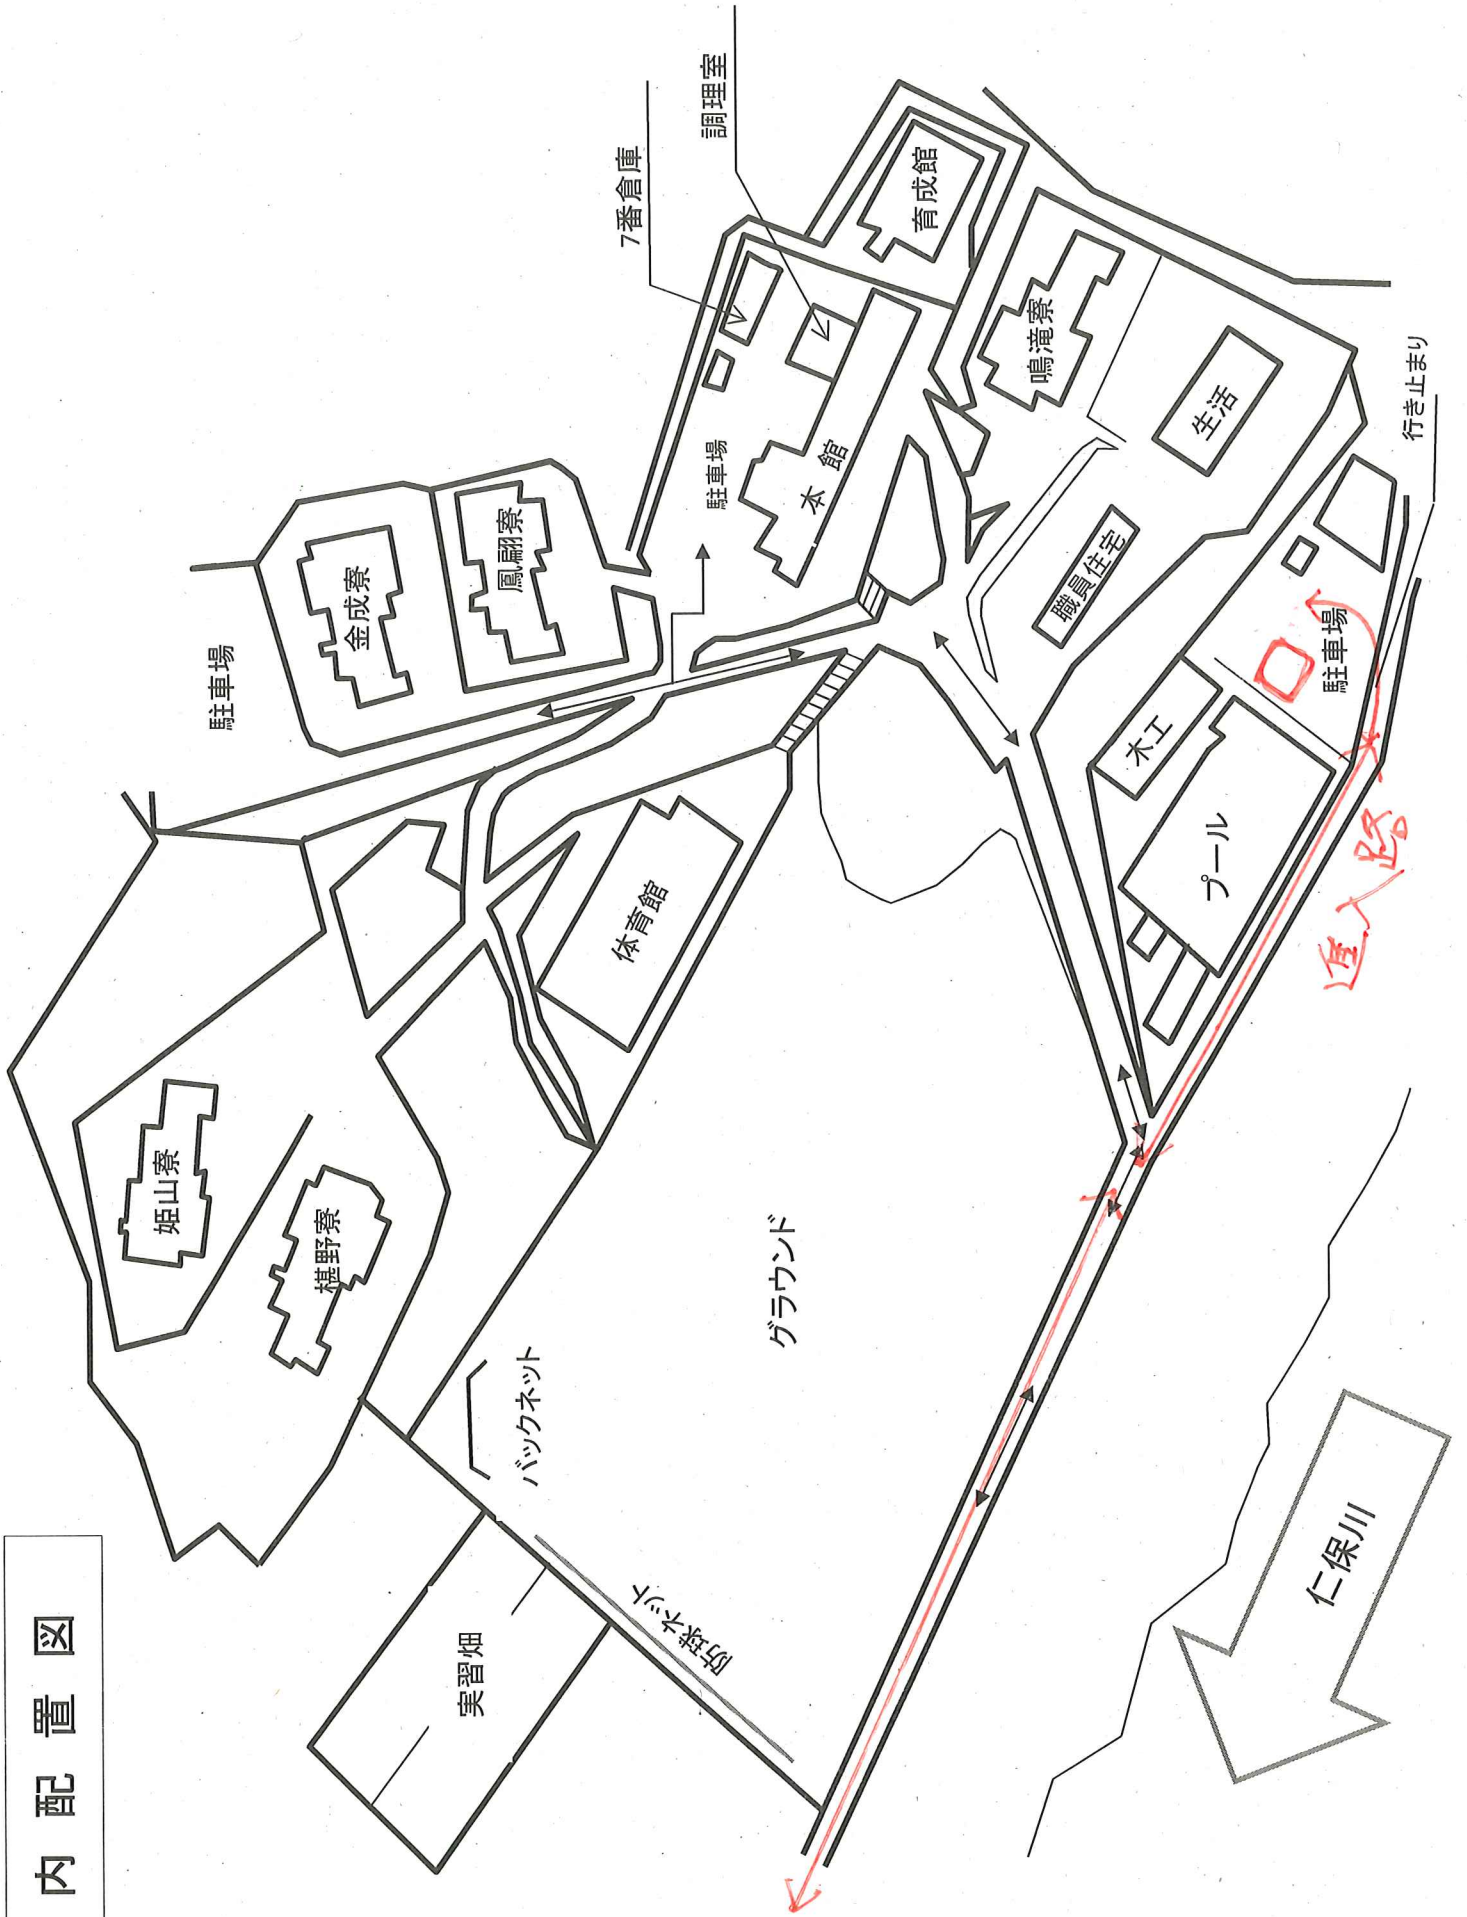 内配置図
駐車場
金成寮
鳳翩寮
姫山寮
椹野寮
7番倉庫
調理室
駐車場
本館
育成館
鳴滝寮
生活
職員住宅
体育館
バックネット
実習畑
防球ネット
グラウンド
木工
プール
駐車場
行き止まり
進入路
仁保川